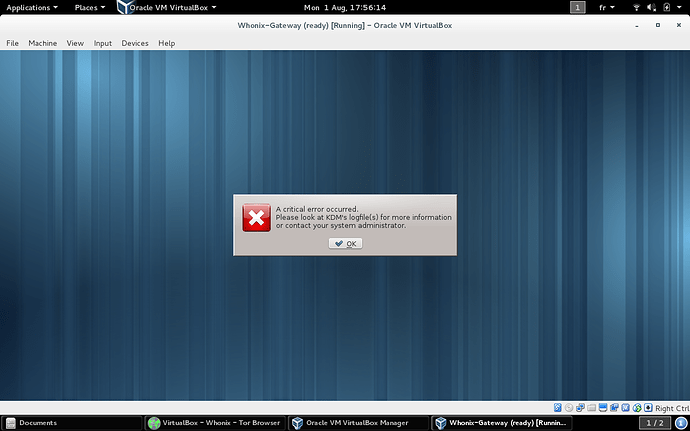 Applications Places Oracle VM VirtualBox Mon 1 Aug, 17:56:14 1 fr
Whonix-Gateway (ready) [Running] - Oracle VM VirtualBox
File Machine View Input Devices Help
A critical error occurred.
Please look at KDM's logfile(s) for more information
or contact your system administrator.
OK
Right Ctrl
Documents VirtualBox - Whonix - Tor Browser Oracle VM VirtualBox Manager Whonix-Gateway (ready) [Runnin... 1 / 2